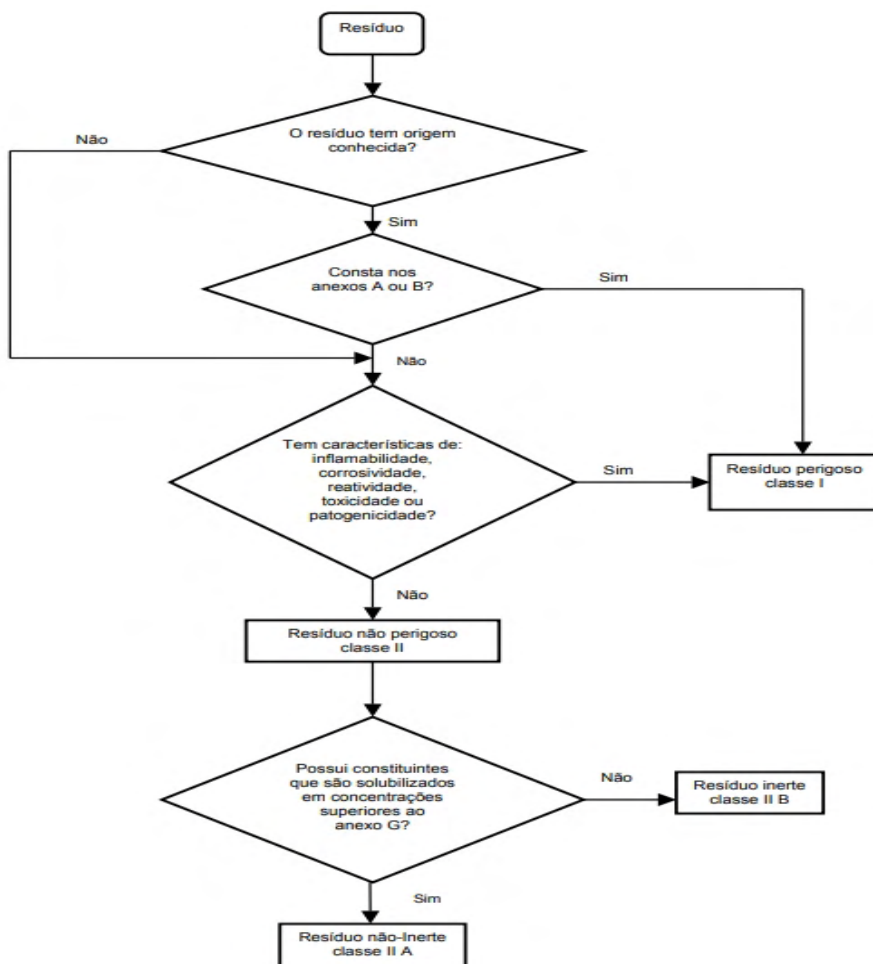 Resíduo
O resíduo tem origem
conhecida?
Não
Sim
Consta nos
anexos A ou B?
Sim
Não
Tem características de:
inflamabilidade,
corrosividade,
reatividade,
toxicidade ou
patogenicidade?
Sim
Resíduo perigoso
classe I
Não
Resíduo não perigoso
classe II
Possui constituintes
que são solubilizados
em concentrações
superiores ao
anexo G?
Não
Resíduo inerte
classe II B
Sim
Resíduo não-Inerte
classe II A